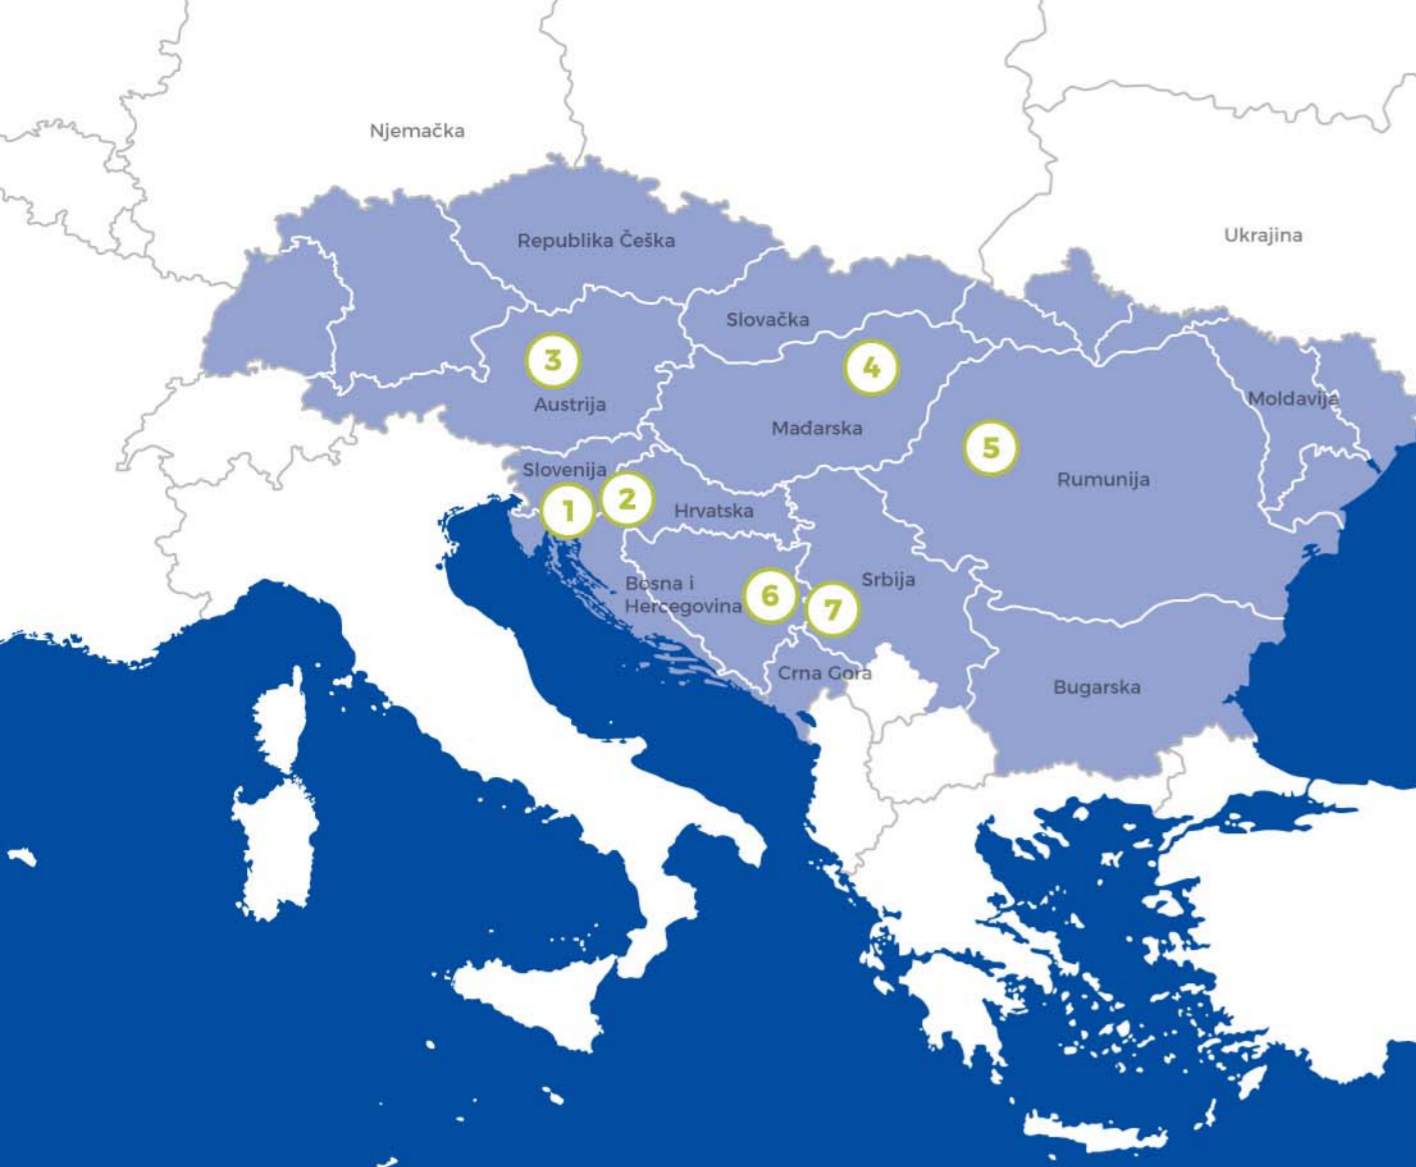 Njemačka
Republika Češka
Ukrajina
Slovačka
3
4
Austrija
Moldavija
Mađarska
5
Slovenija
Rumunija
1
2
Hrvatska
Bosna i
Hercegovina
6
7
Srbija
Crna Gora
Bugarska